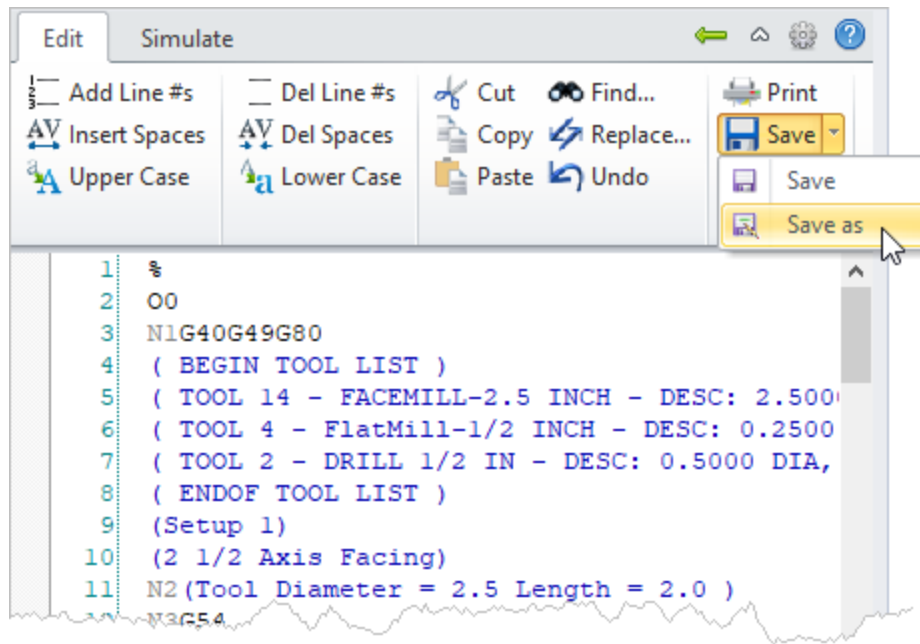 Edit Simulate
Add Line #s Del Line #s Cut Find... Print
Insert Spaces Del Spaces Copy Replace... Save
Upper Case Lower Case Paste Undo
Save
Save as
1 %
2 O0
3 N1G40G49G80
4 ( BEGIN TOOL LIST )
5 ( TOOL 14 - FACEMILL-2.5 INCH - DESC: 2.500
6 ( TOOL 4 - FlatMill-1/2 INCH - DESC: 0.2500
7 ( TOOL 2 - DRILL 1/2 IN - DESC: 0.5000 DIA,
8 ( ENDOF TOOL LIST )
9 (Setup 1)
10 (2 1/2 Axis Facing)
11 N2(Tool Diameter = 2.5 Length = 2.0 )
N3G54